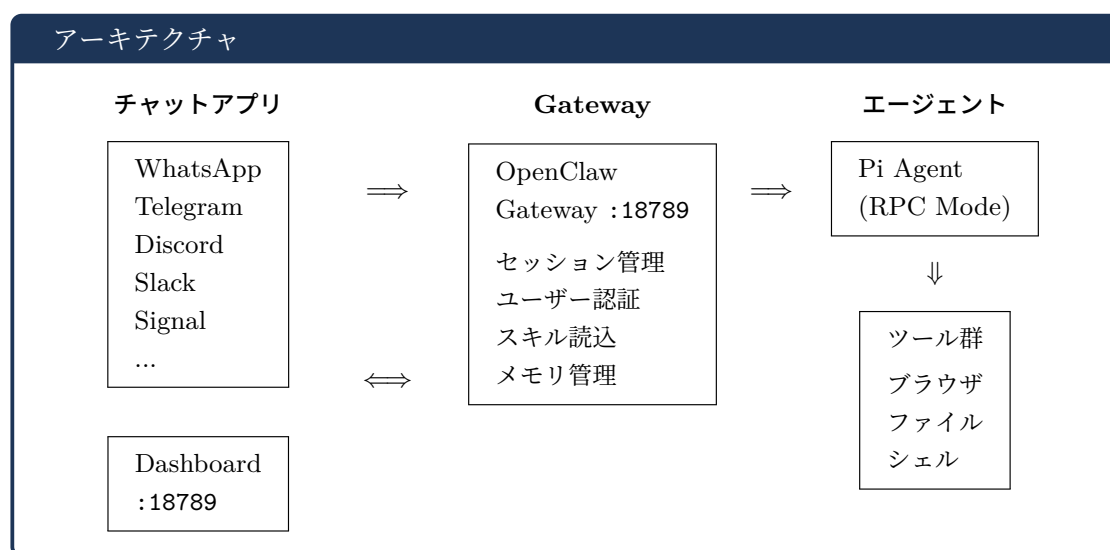 アーキテクチャ
チャットアプリ
WhatsApp
Telegram
Discord
Slack
Signal
...
Dashboard
:18789
⟹
⟺
Gateway
OpenClaw
Gateway :18789
セッション管理
ユーザー認証
スキル読込
メモリ管理
⟹
エージェント
Pi Agent
(RPC Mode)
⇓
ツール群
ブラウザ
ファイル
シェル